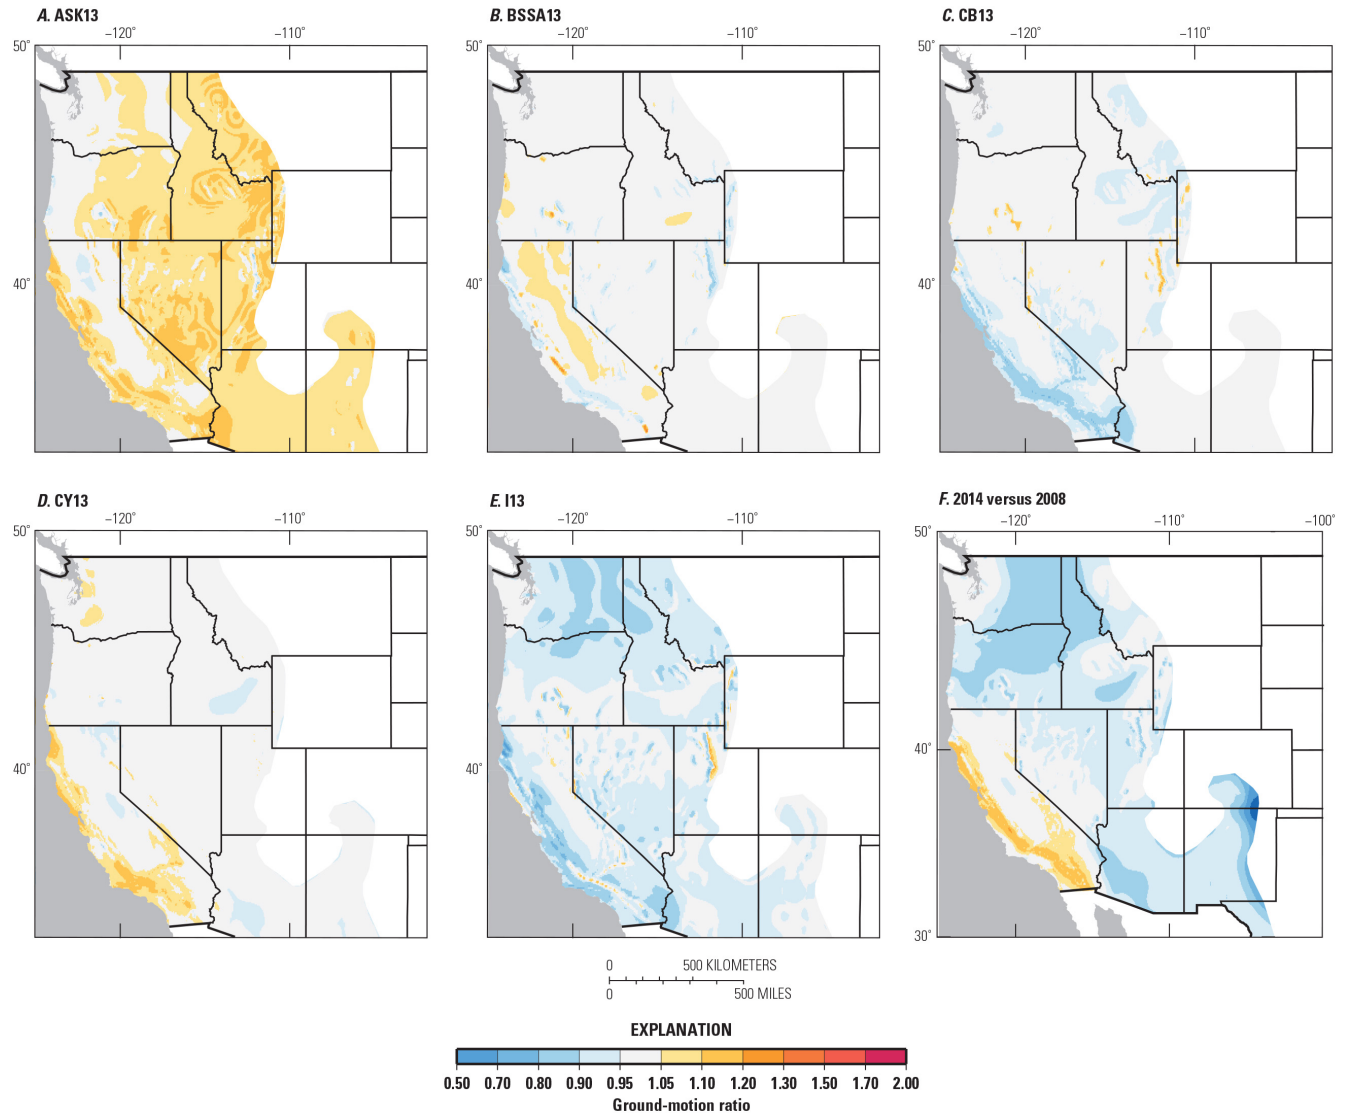 A. ASK13
−120° −110°
50°
40°
B. BSSA13
−120° −110°
50°
40°
C. CB13
−120° −110°
50°
40°
D. CY13
−120° −110°
50°
40°
E. I13
−120° −110°
50°
40°
F. 2014 versus 2008
−120° −110° −100°
50°
40°
30°
0 500 KILOMETERS
0 500 MILES
EXPLANATION
0.50 0.70 0.80 0.90 0.95 1.05 1.10 1.20 1.30 1.50 1.70 2.00
Ground-motion ratio